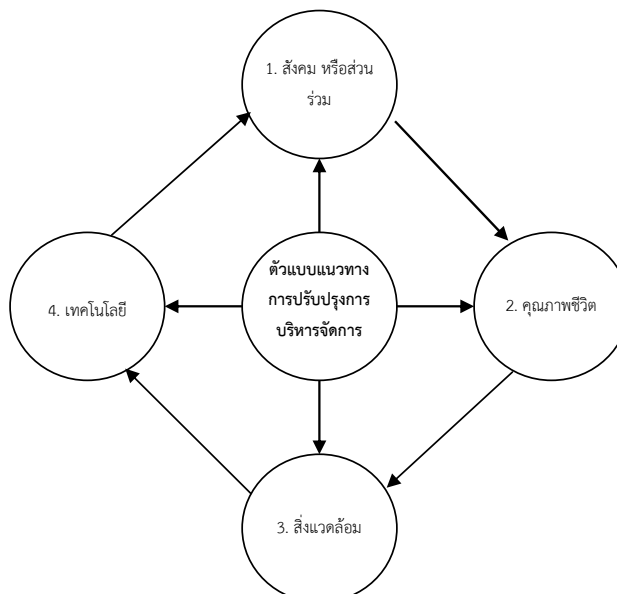 1. สังคม หรือส่วน
ร่วม
ตัวแบบแนวทาง
การปรับปรุงการ
บริหารจัดการ
4. เทคโนโลยี
2. คุณภาพชีวิต
3. สิ่งแวดล้อม